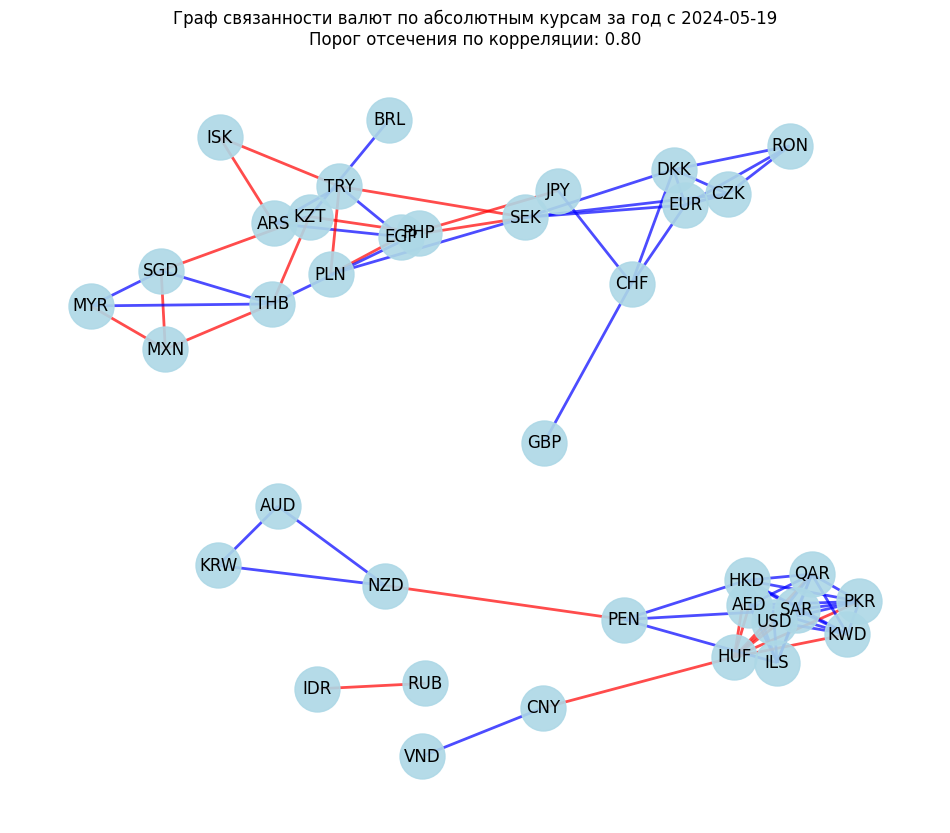 Граф связанности валют по абсолютным курсам за год с 2024-05-19
Порог отсечения по корреляции: 0.80
BRL
ISK
RON
DKK
TRY
JPY
CZK
EUR
KZT
SEK
ARS
PHP
EGP
SGD
PLN
CHF
THB
MYR
MXN
GBP
AUD
KRW
QAR
HKD
NZD
PKR
AED
SAR
PEN
USD
KWD
HUF
ILS
RUB
IDR
CNY
VND